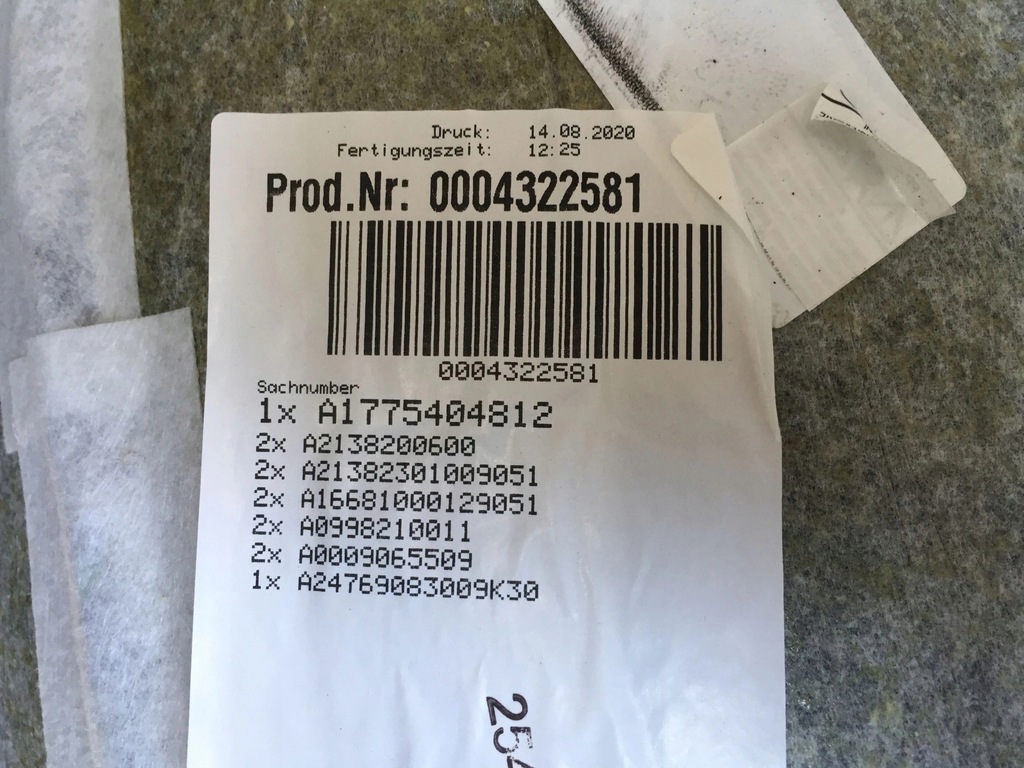 Druck: 14.08.2020
Fertigungszeit: 12:25
Prod.Nr: 0004322581
0004322581
Sachnumber
1x A1775404812
2x A2138200600
2x A21382301009051
2x A16681000129051
2x A0998210011
2x A0009065509
1x A24769083009K30
25